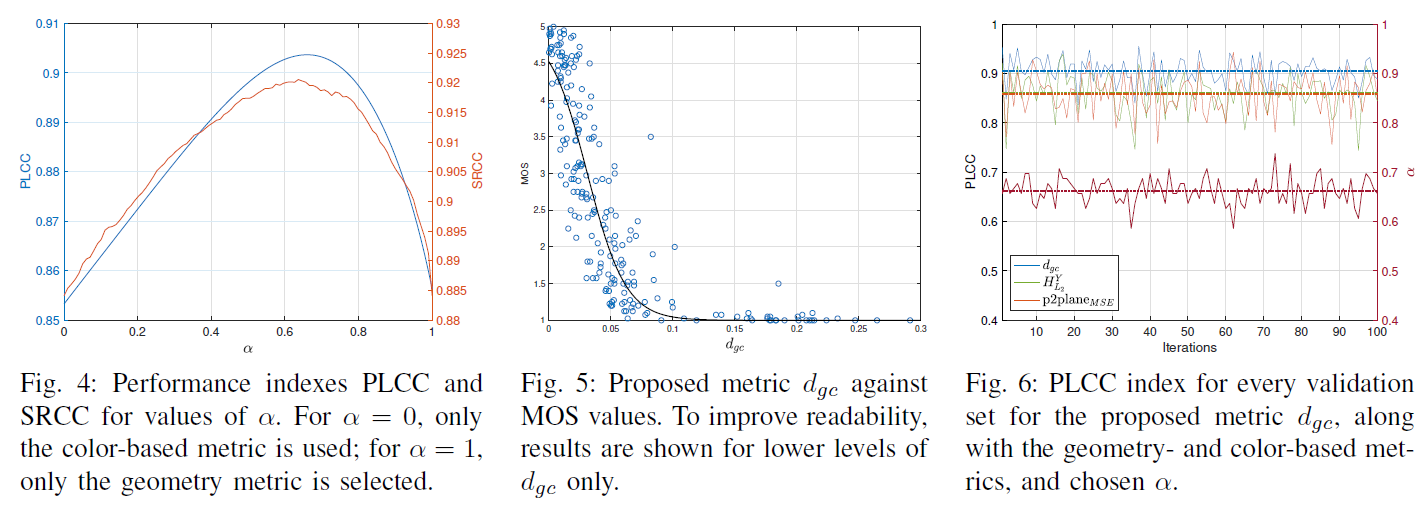 0.91
0.9
0.89
0.88
0.87
0.86
0.85
PLCC
0.93
0.925
0.92
0.915
0.91
0.905
0.9
0.895
0.89
0.885
0.88
SRCC
0 0.2 0.4 0.6 0.8 1
α
5
4.5
4
3.5
3
2.5
2
1.5
1
MOS
0 0.05 0.1 0.15 0.2 0.25 0.3
d_gc
1
0.9
0.8
0.7
0.6
0.5
0.4
PLCC
1
0.9
0.8
0.7
0.6
0.5
0.4
α
d_gc
H^Y_L2
p2plane_MSE
10 20 30 40 50 60 70 80 90 100
Iterations
Fig. 4: Performance indexes PLCC and
SRCC for values of α. For α = 0, only
the color-based metric is used; for α = 1,
only the geometry metric is selected.
Fig. 5: Proposed metric d_gc against
MOS values. To improve readability,
results are shown for lower levels of
d_gc only.
Fig. 6: PLCC index for every validation
set for the proposed metric d_gc, along
with the geometry- and color-based met-
rics, and chosen α.